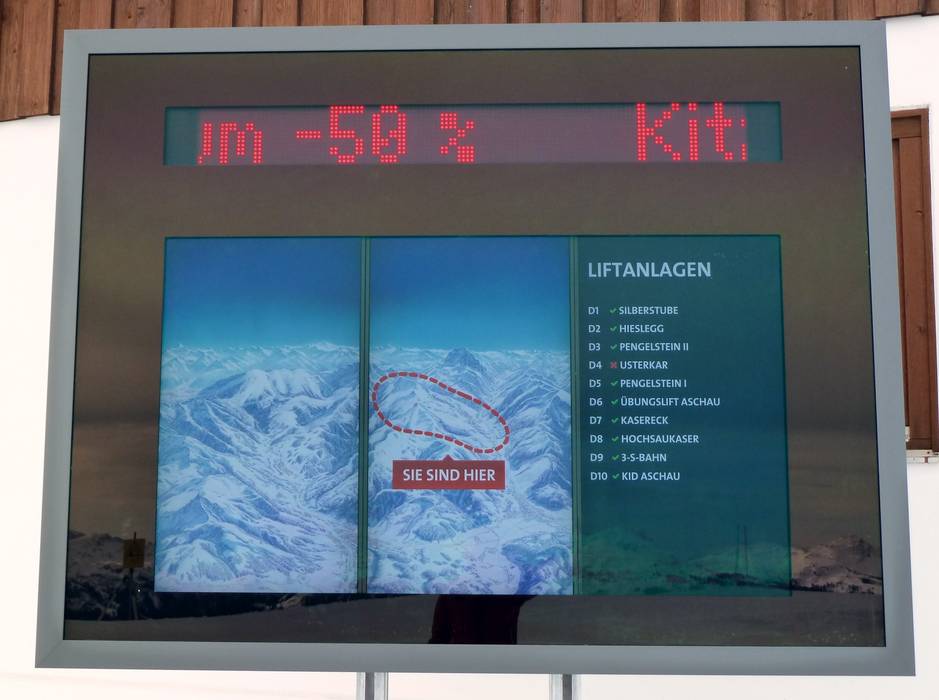 um -50 % Kit
LIFTANLAGEN
D1 SILBERSTUBE
D2 HIESLEGG
D3 PENGELSTEIN II
D4 USTERKAR
D5 PENGELSTEIN I
D6 ÜBUNGSLIFT ASCHAU
D7 KASERECK
D8 HOCHSAUKASER
D9 3-S-BAHN
D10 KID ASCHAU
SIE SIND HIER